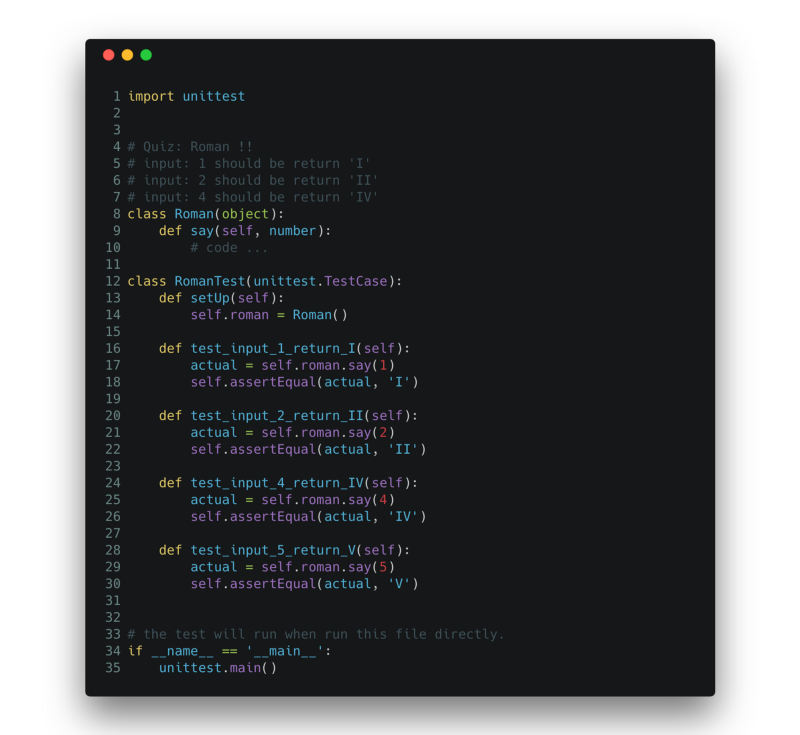 1 import unittest
2
3
4 # Quiz: Roman !!
5 # input: 1 should be return 'I'
6 # input: 2 should be return 'II'
7 # input: 4 should be return 'IV'
8 class Roman(object):
9     def say(self, number):
10         # code ...
11
12 class RomanTest(unittest.TestCase):
13     def setUp(self):
14         self.roman = Roman()
15
16     def test_input_1_return_I(self):
17         actual = self.roman.say(1)
18         self.assertEqual(actual, 'I')
19
20     def test_input_2_return_II(self):
21         actual = self.roman.say(2)
22         self.assertEqual(actual, 'II')
23
24     def test_input_4_return_IV(self):
25         actual = self.roman.say(4)
26         self.assertEqual(actual, 'IV')
27
28     def test_input_5_return_V(self):
29         actual = self.roman.say(5)
30         self.assertEqual(actual, 'V')
31
32
33 # the test will run when run this file directly.
34 if __name__ == '__main__':
35     unittest.main()